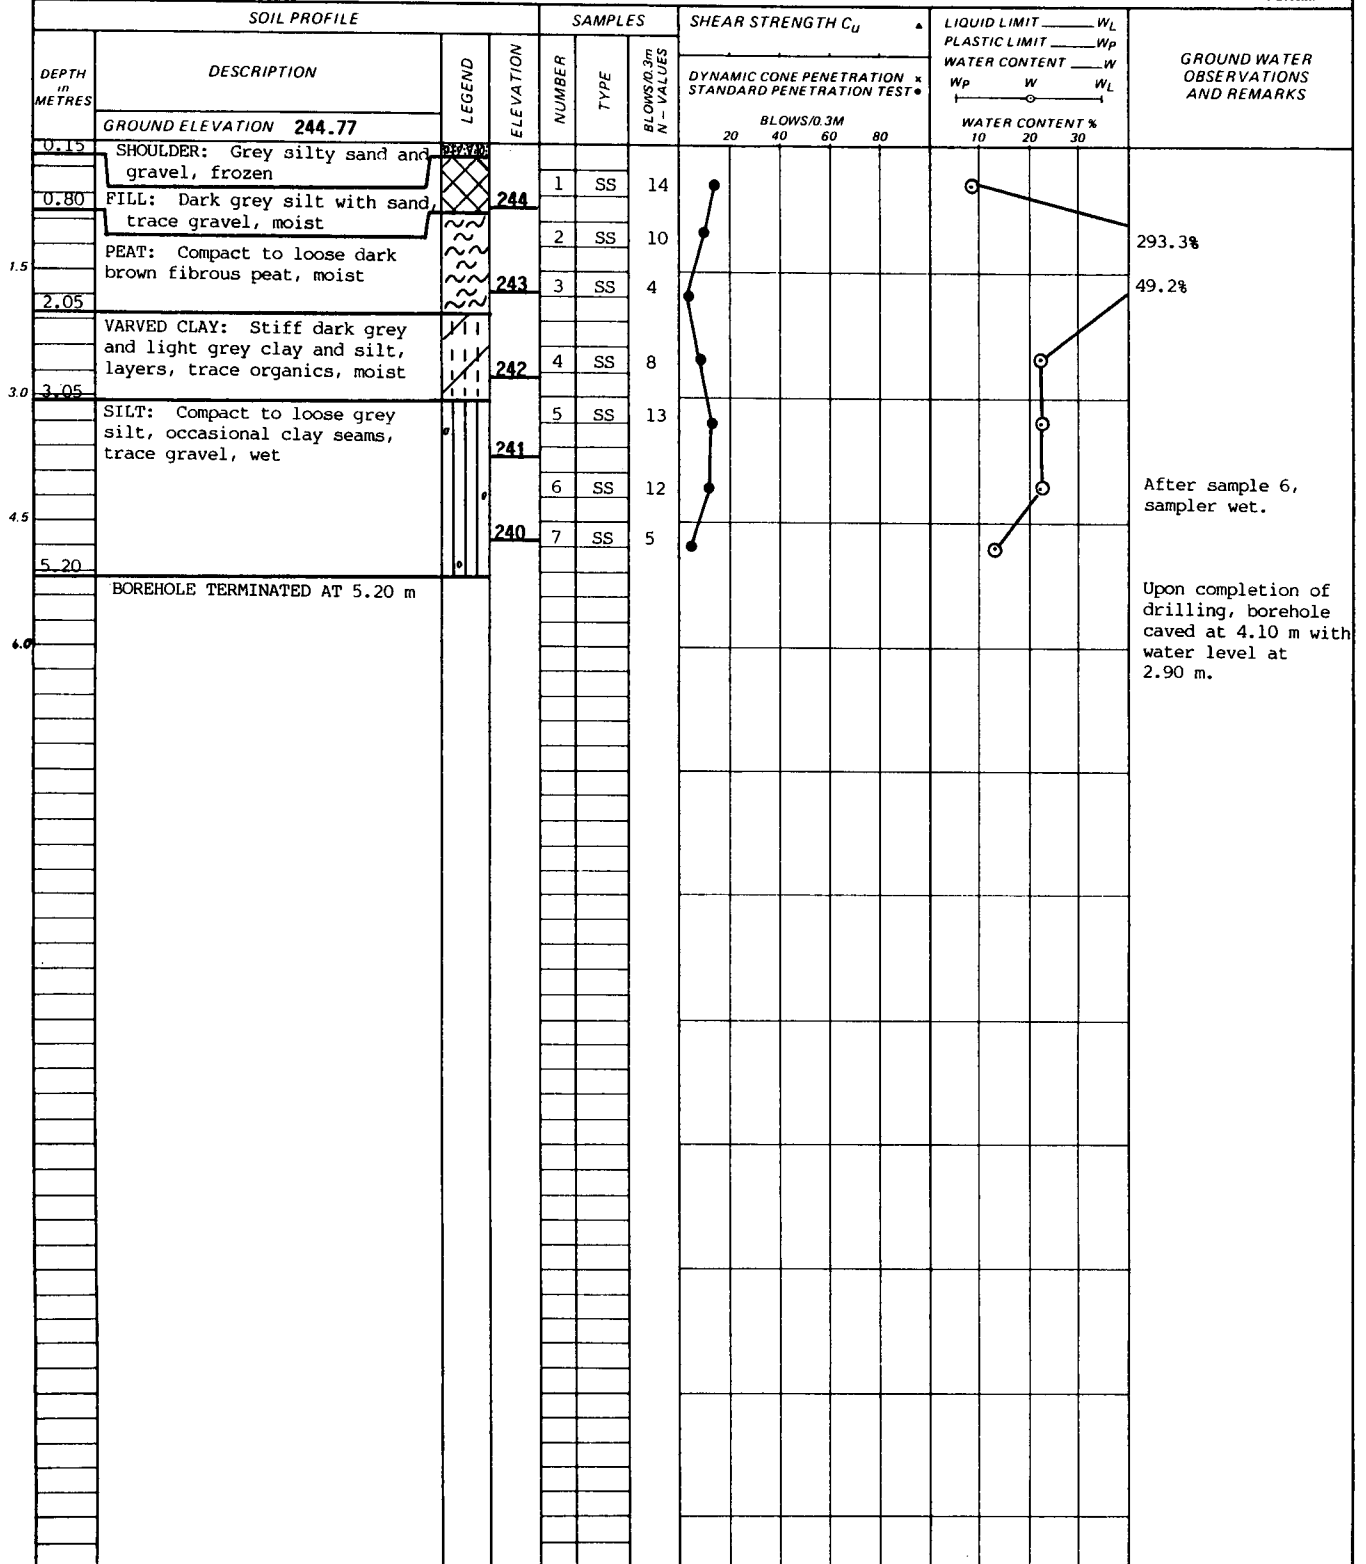 SOIL PROFILE
SAMPLES
SHEAR STRENGTH Cu ▲
LIQUID LIMIT WL
PLASTIC LIMIT WP
WATER CONTENT W
WP W WL
WATER CONTENT %
10 20 30
GROUND WATER
OBSERVATIONS
AND REMARKS
DEPTH
in
METRES
DESCRIPTION
LEGEND
ELEVATION
NUMBER
TYPE
BLOWS/0.3m
N - VALUES
DYNAMIC CONE PENETRATION x
STANDARD PENETRATION TEST ●
BLOWS/0.3M
20 40 60 80
GROUND ELEVATION 244.77
0.15
SHOULDER: Grey silty sand and
gravel, frozen
1 SS 14
0.80
FILL: Dark grey silt with sand,
trace gravel, moist
244
2 SS 10
293.3%
PEAT: Compact to loose dark
brown fibrous peat, moist
1.5
243
3 SS 4
49.2%
2.05
VARVED CLAY: Stiff dark grey
and light grey clay and silt,
layers, trace organics, moist
242
4 SS 8
3.0
3.05
SILT: Compact to loose grey
silt, occasional clay seams,
trace gravel, wet
5 SS 13
241
6 SS 12
After sample 6,
sampler wet.
4.5
240
7 SS 5
5.20
BOREHOLE TERMINATED AT 5.20 m
Upon completion of
drilling, borehole
caved at 4.10 m with
water level at
2.90 m.
6.0